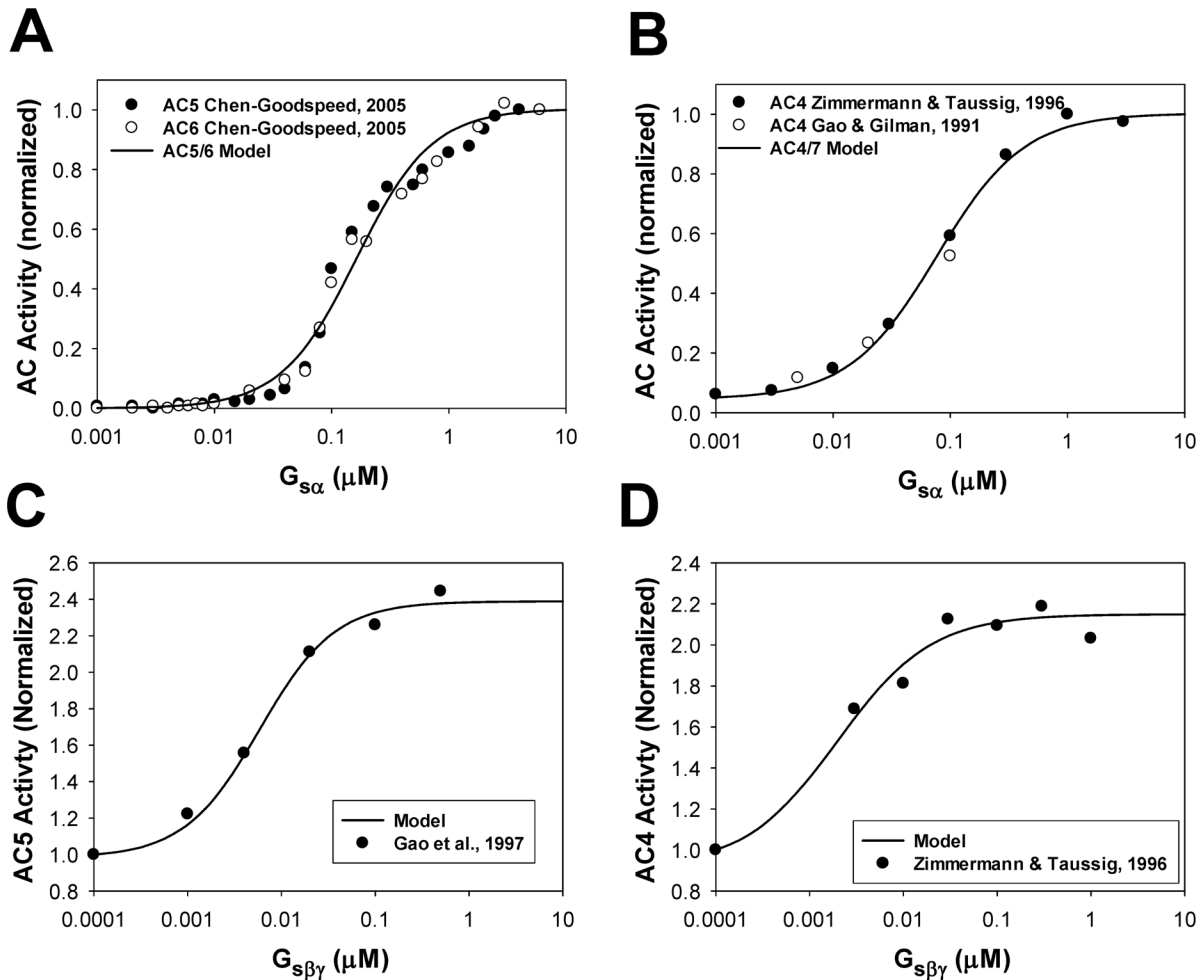 A
AC5 Chen-Goodspeed, 2005
AC6 Chen-Goodspeed, 2005
AC5/6 Model
AC Activity (normalized)
1.0
0.8
0.6
0.4
0.2
0.0
0.001 0.01 0.1 1 10
Gsα (μM)
B
AC4 Zimmermann & Taussig, 1996
AC4 Gao & Gilman, 1991
AC4/7 Model
AC Activity (normalized)
1.0
0.8
0.6
0.4
0.2
0.0
0.001 0.01 0.1 1 10
Gsα (μM)
C
AC5 Activty (Normalized)
2.6
2.4
2.2
2.0
1.8
1.6
1.4
1.2
1.0
0.8
Model
Gao et al., 1997
0.0001 0.001 0.01 0.1 1 10
Gsβγ (μM)
D
AC4 Activity (Normalized)
2.6
2.4
2.2
2.0
1.8
1.6
1.4
1.2
1.0
0.8
Model
Zimmermann & Taussig, 1996
0.0001 0.001 0.01 0.1 1 10
Gsβγ (μM)